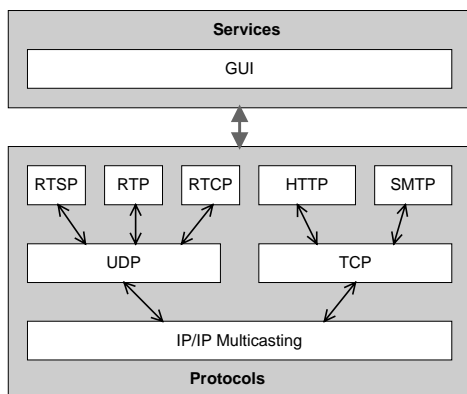 Services
GUI
RTSP RTP RTCP HTTP SMTP
UDP TCP
IP/IP Multicasting
Protocols